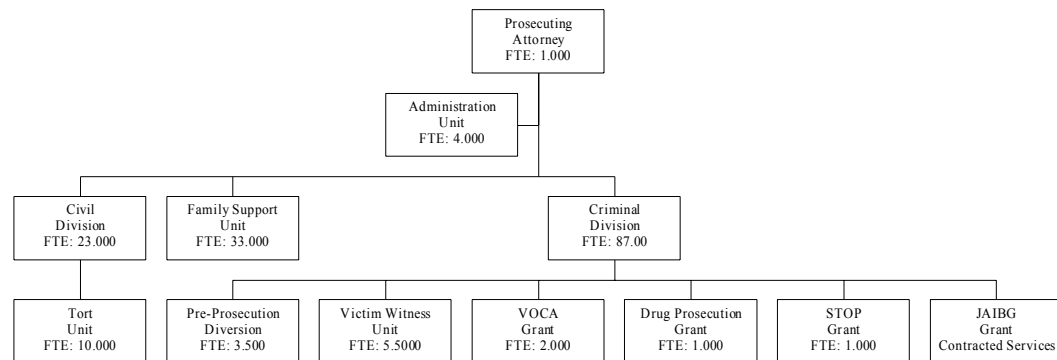 Prosecuting
Attorney
FTE: 1.000
Administration
Unit
FTE: 4.000
Civil
Division
FTE: 23.000
Family Support
Unit
FTE: 33.000
Criminal
Division
FTE: 87.00
Tort
Unit
FTE: 10.000
Pre-Prosecution
Diversion
FTE: 3.500
Victim Witness
Unit
FTE: 5.5000
VOCA
Grant
FTE: 2.000
Drug Prosecution
Grant
FTE: 1.000
STOP
Grant
FTE: 1.000
JAIBG
Grant
Contracted Services